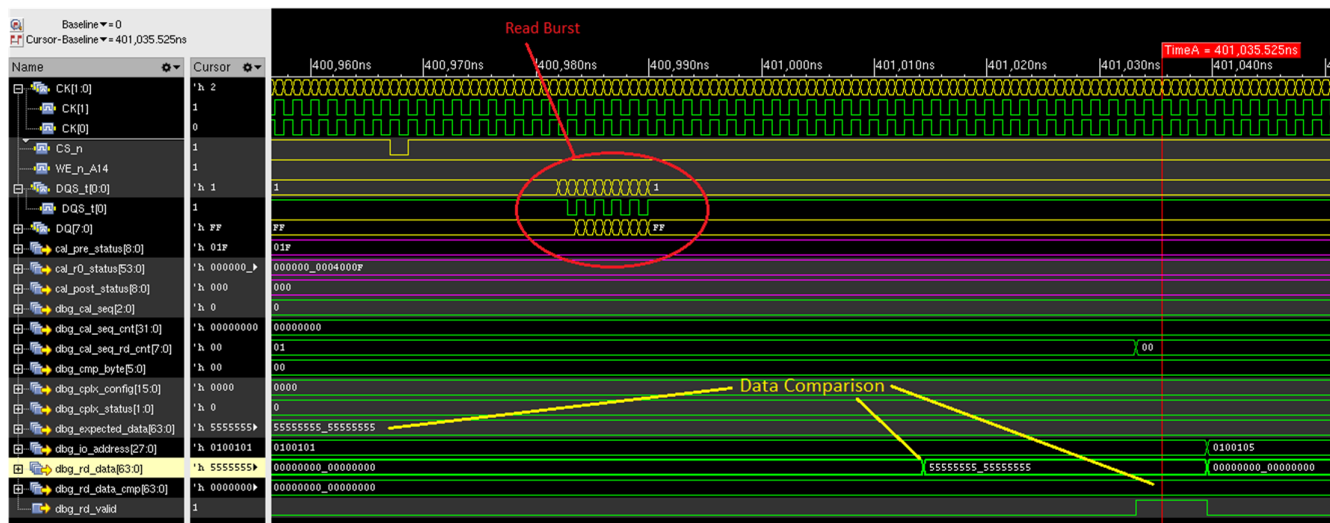 Baseline▼=0
Cursor-Baseline▼= 401,035.525ns
Read Burst
TimeA = 401,035.525ns
Name Cursor 400,960ns 400,970ns 400,980ns 400,990ns 401,000ns 401,010ns 401,020ns 401,030ns 401,040ns
CK[1:0] 'h 2
CK[1] 1
CK[0] 0
CS_n 1
WE_n_A14 1
DQS_t[0:0] 'h 1 1 1
DQS_t[0] 1
DQ[7:0] 'h FF FF FF
cal_pre_status[8:0] 'h 01F 01F
cal_r0_status[53:0] 'h 000000_ 000000_0004000F
cal_post_status[8:0] 'h 000 000
dbg_cal_seq[2:0] 'h 0 0
dbg_cal_seq_cnt[31:0] 'h 00000000 00000000
dbg_cal_seq_rd_cnt[7:0] 'h 00 01 00
dbg_cmp_byte[5:0] 'h 00 00
dbg_cplx_config[15:0] 'h 0000 0000
Data Comparison
dbg_cplx_status[1:0] 'h 0 0
dbg_expected_data[63:0] 'h 5555555 55555555_55555555
dbg_io_address[27:0] 'h 0100101 0100101 0100105
dbg_rd_data[63:0] 'h 5555555 00000000_00000000 55555555_55555555 00000000_00000000
dbg_rd_data_cmp[63:0] 'h 0000000 00000000_00000000
dbg_rd_valid 1